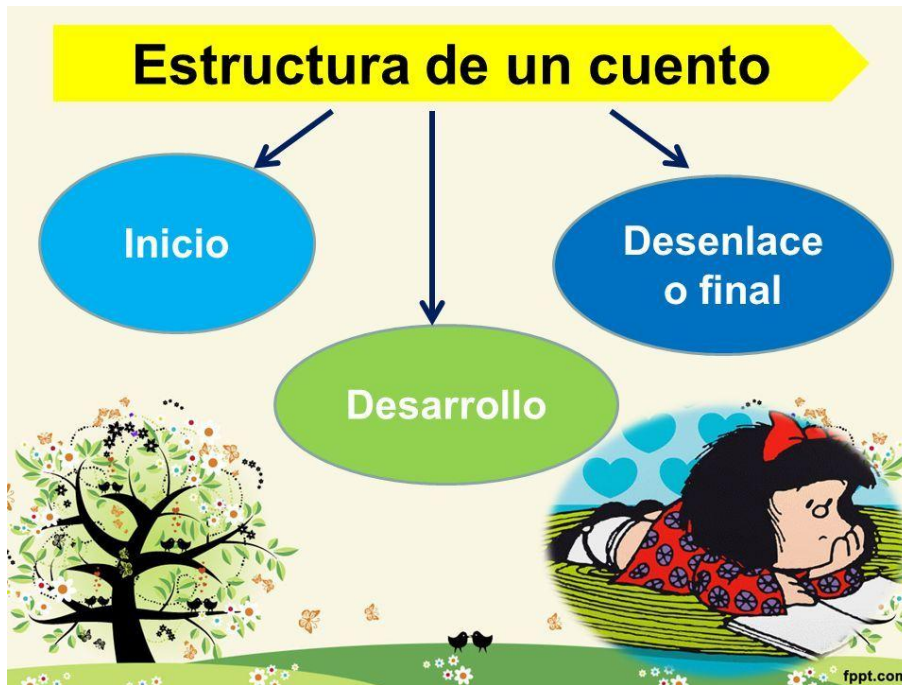 Estructura de un cuento
Inicio
Desenlace
o final
Desarrollo
fppt.com